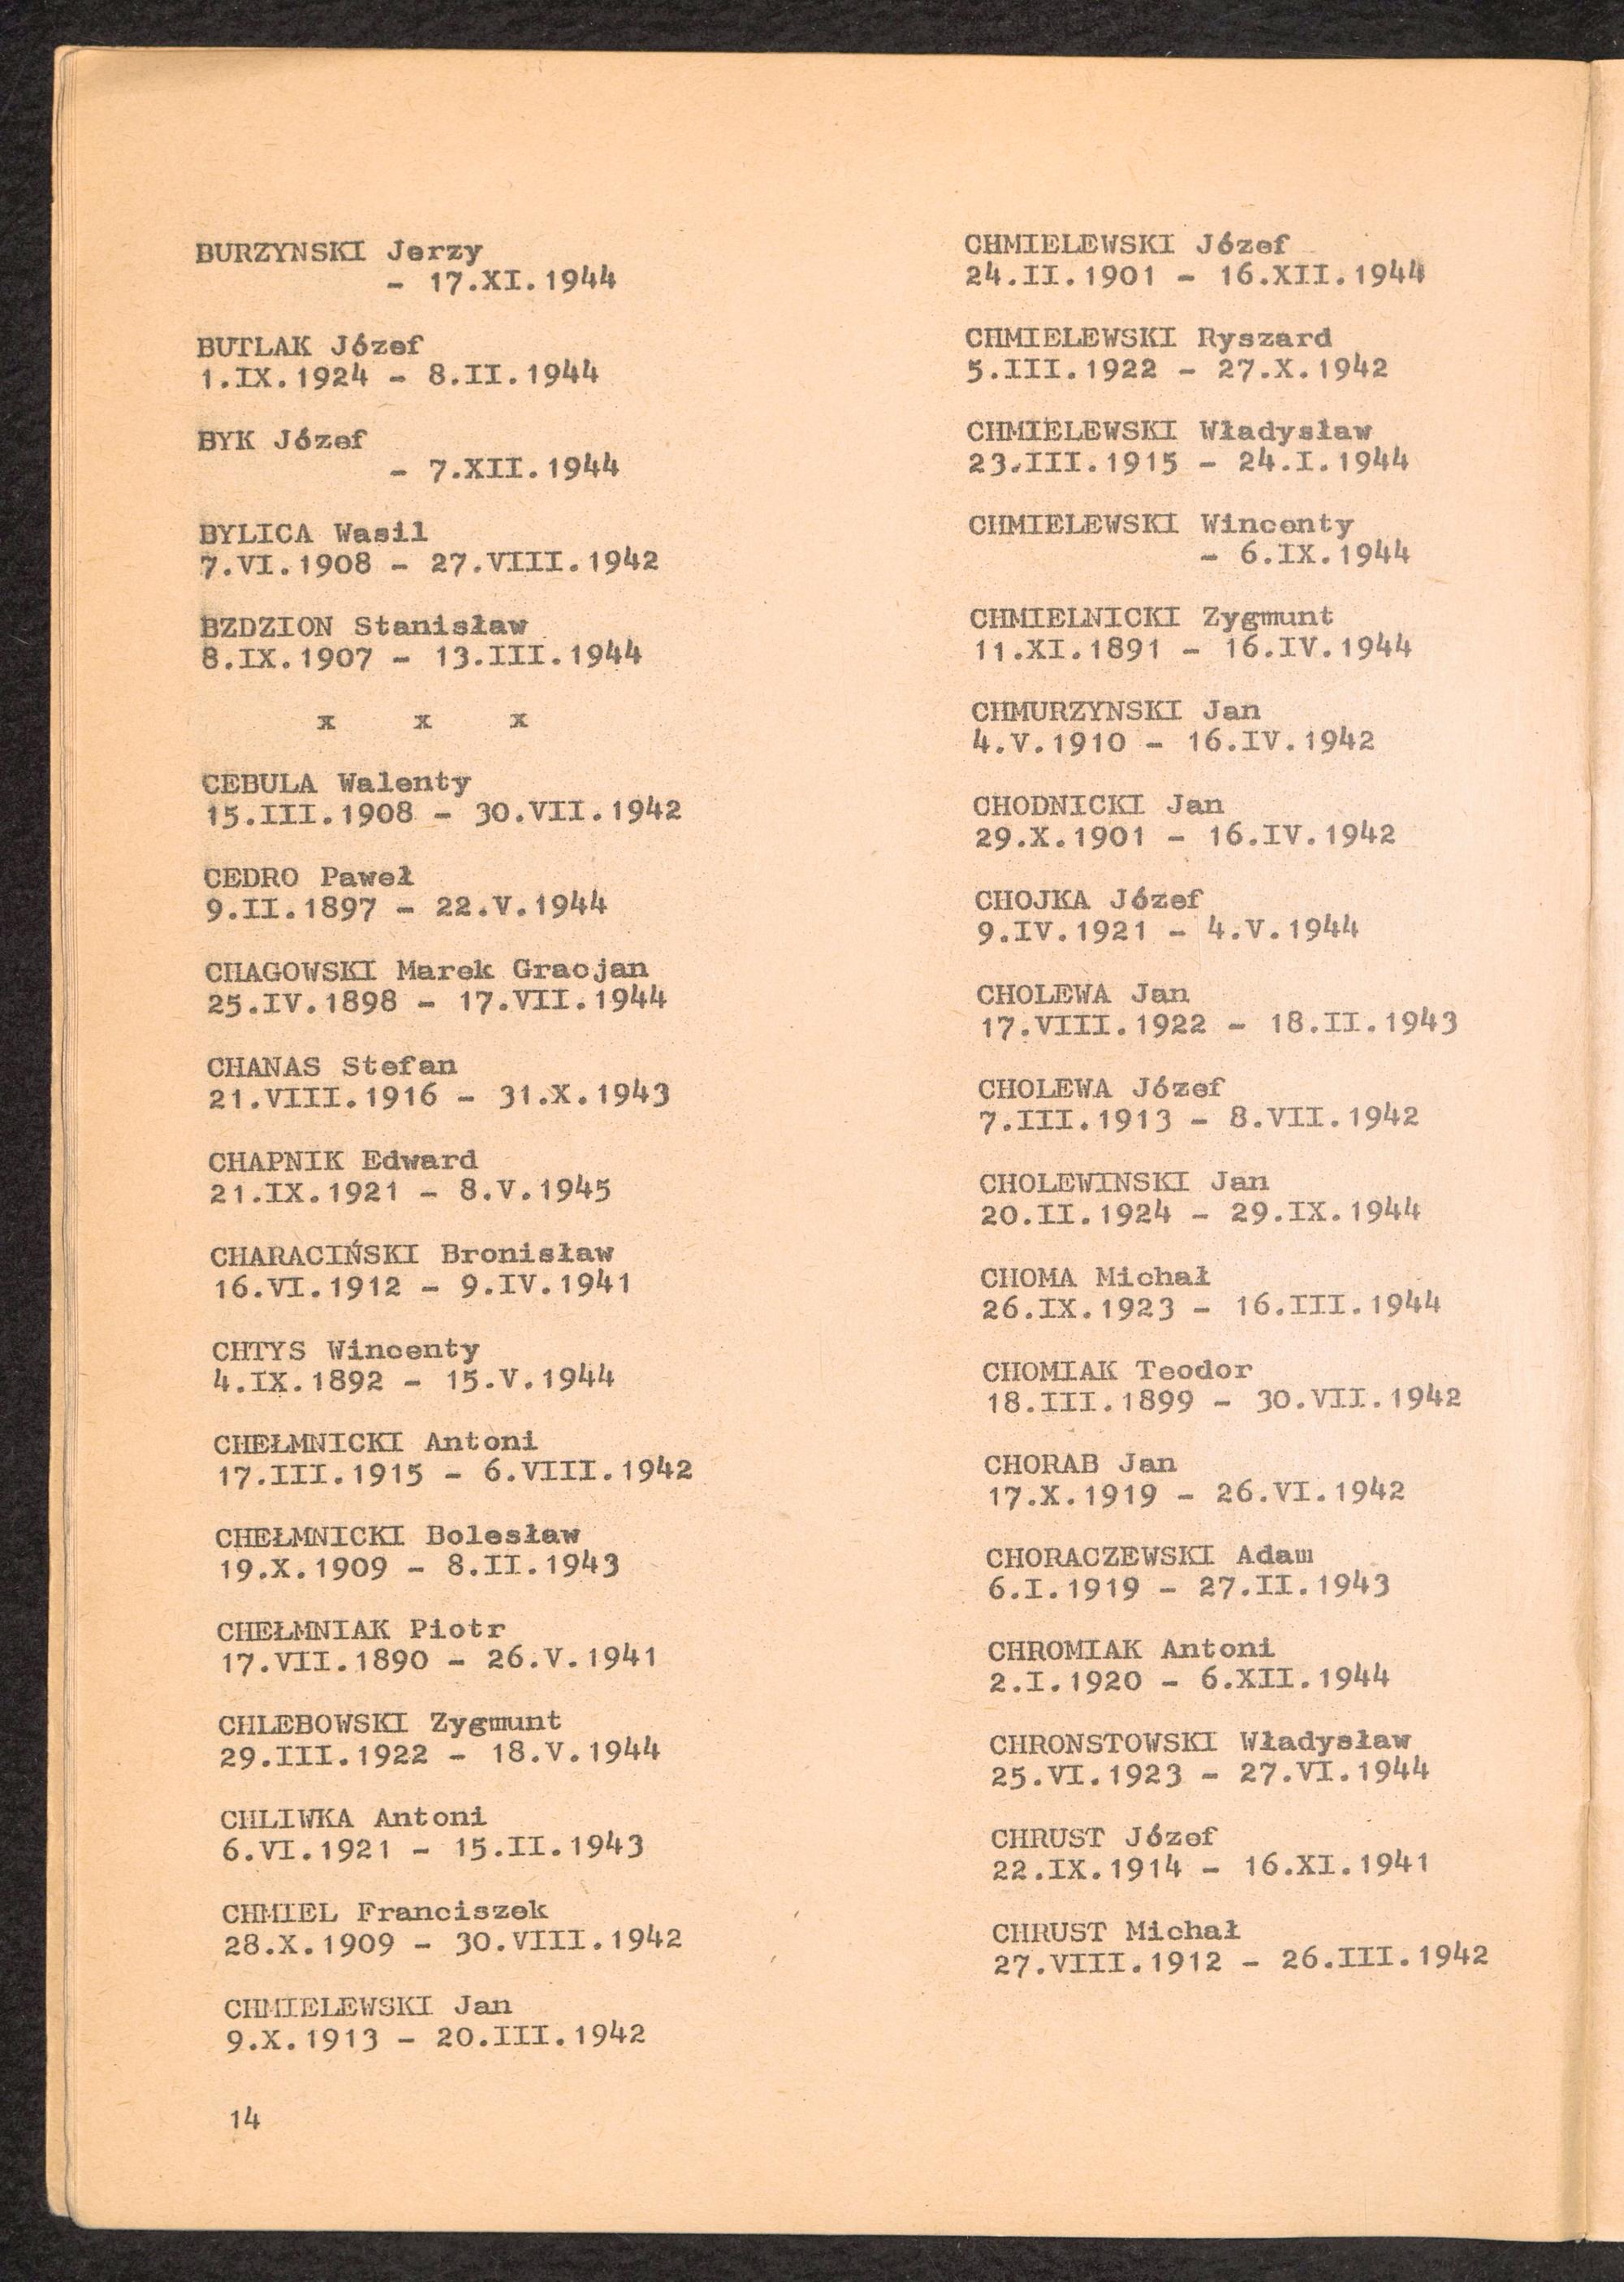 BURZYNSKI Jerzy
- 17.XI.1944
BUTLAK Józef
1.IX.1924 - 8.II.1944
BYK Józef
- 7.XII.1944
BYLICA Wasil
7.VI.1908 - 27.VIII.1942
BZDZION Stanisław
8.IX.1907 - 13.III.1944
x x x
CEBULA Walenty
15.III.1908 - 30.VII.1942
CEDRO Paweł
9.II.1897 - 22.V.1944
CHAGOWSKI Marek Gracjan
25.IV.1898 - 17.VII.1944
CHANAS Stefan
21.VIII.1916 - 31.X.1943
CHAPNIK Edward
21.IX.1921 - 8.V.1945
CHARACIŃSKI Bronisław
16.VI.1912 - 9.IV.1941
CHTYS Wincenty
4.IX.1892 - 15.V.1944
CHEŁMNICKI Antoni
17.III.1915 - 6.VIII.1942
CHEŁMNICKI Bolesław
19.X.1909 - 8.II.1943
CHEŁMNIAK Piotr
17.VII.1890 - 26.V.1941
CHLEBOWSKI Zygmunt
29.III.1922 - 18.V.1944
CHLIWKA Antoni
6.VI.1921 - 15.II.1943
CHMIEL Franciszek
28.X.1909 - 30.VIII.1942
CHMIELEWSKI Jan
9.X.1913 - 20.III.1942
CHMIELEWSKI Józef
24.II.1901 - 16.XII.1944
CHMIELEWSKI Ryszard
5.III.1922 - 27.X.1942
CHMIELEWSKI Władysław
23.III.1915 - 24.I.1944
CHMIELEWSKI Wincenty
- 6.IX.1944
CHMIELNICKI Zygmunt
11.XI.1891 - 16.IV.1944
CHMURZYNSKI Jan
4.V.1910 - 16.IV.1942
CHODNICKI Jan
29.X.1901 - 16.IV.1942
CHOJKA Józef
9.IV.1921 - 4.V.1944
CHOLEWA Jan
17.VIII.1922 - 18.II.1943
CHOLEWA Józef
7.III.1913 - 8.VII.1942
CHOLEWINSKI Jan
20.II.1924 - 29.IX.1944
CHOMA Michał
26.IX.1923 - 16.III.1944
CHOMIAK Teodor
18.III.1899 - 30.VII.1942
CHORAB Jan
17.X.1919 - 26.VI.1942
CHORACZEWSKI Adam
6.I.1919 - 27.II.1943
CHROMIAK Antoni
2.I.1920 - 6.XII.1944
CHRONSTOWSKI Władysław
25.VI.1923 - 27.VI.1944
CHRUST Józef
22.IX.1914 - 16.XI.1941
CHRUST Michał
27.VIII.1912 - 26.III.1942
14